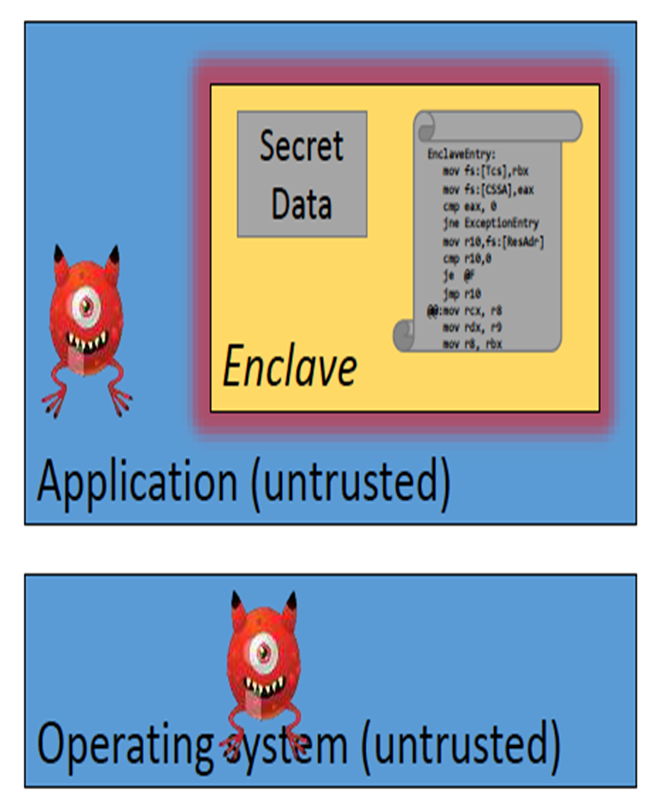 Secret
Data
EnclaveEntry:
mov fs:[Tcs],rbx
mov fs:[CSSA],eax
cmp eax, 0
jne ExceptionEntry
mov r10,fs:[ResAdr]
cmp r10,0
je @F
jmp r10
@@:mov rcx, r8
mov rdx, r9
mov r8, rbx
Enclave
Application (untrusted)
Operating system (untrusted)